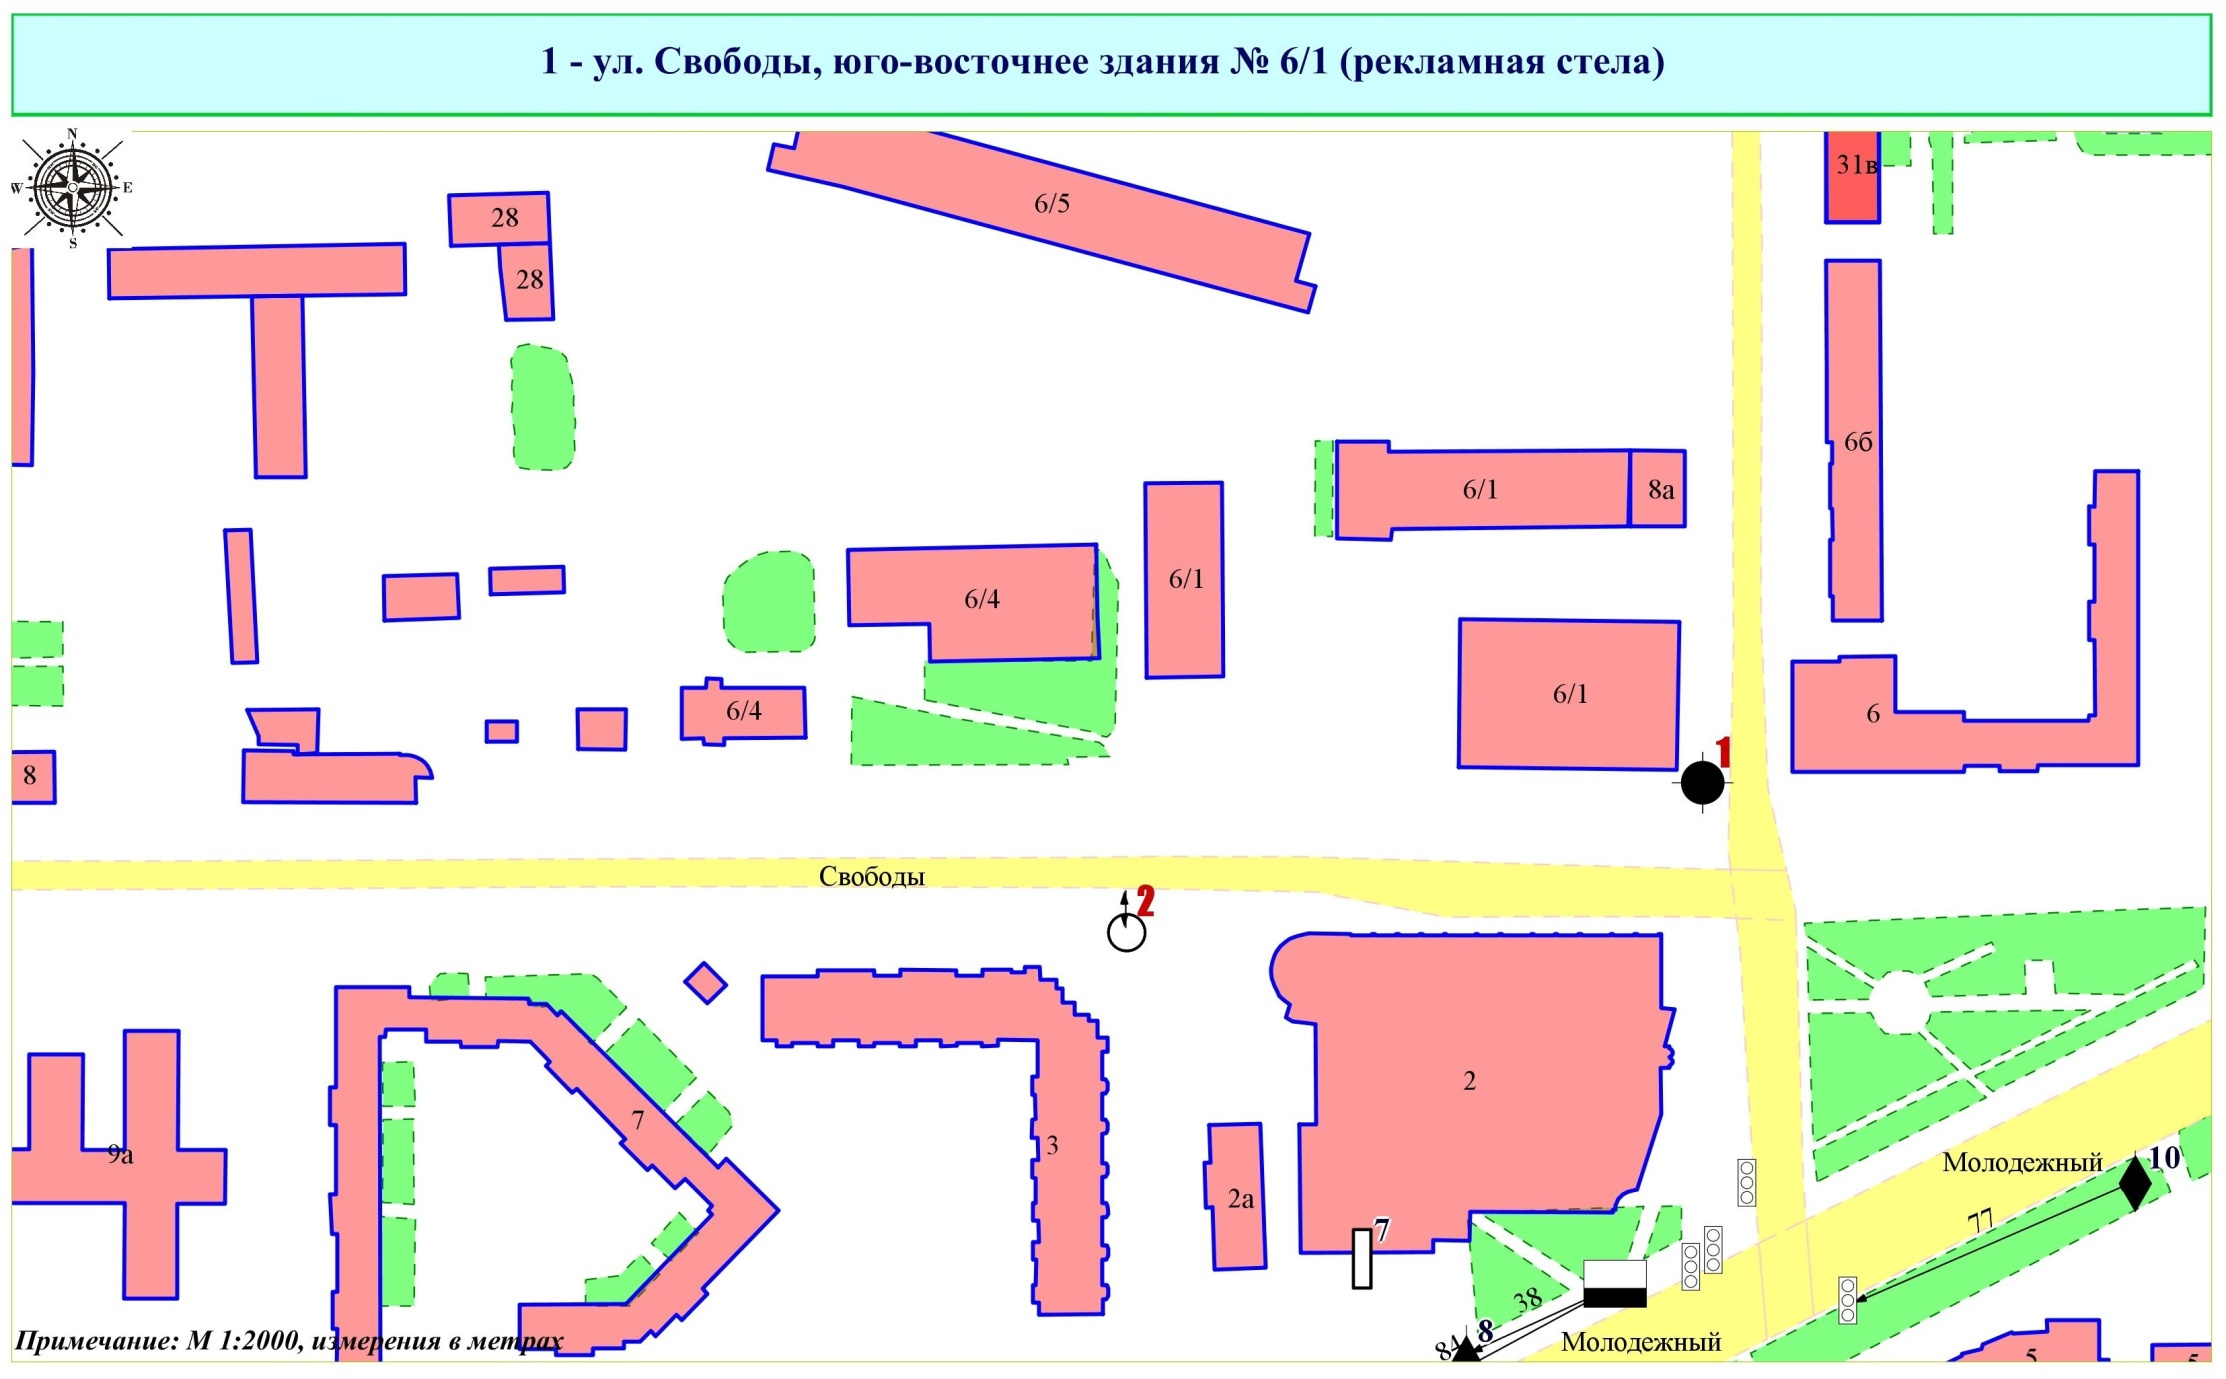 1 - ул. Свободы, юго-восточнее здания № 6/1 (рекламная стела)
N
W
E
S
31в
6/5
28
28
6б
6/1
8а
6/1
6/4
6/1
6/4
6
8
1
Свободы
2
2
7
3
9а
2а
Молодежный
10
77
7
38
8
84
Молодежный
5
5
Примечание: М 1:2000, измерения в метрах